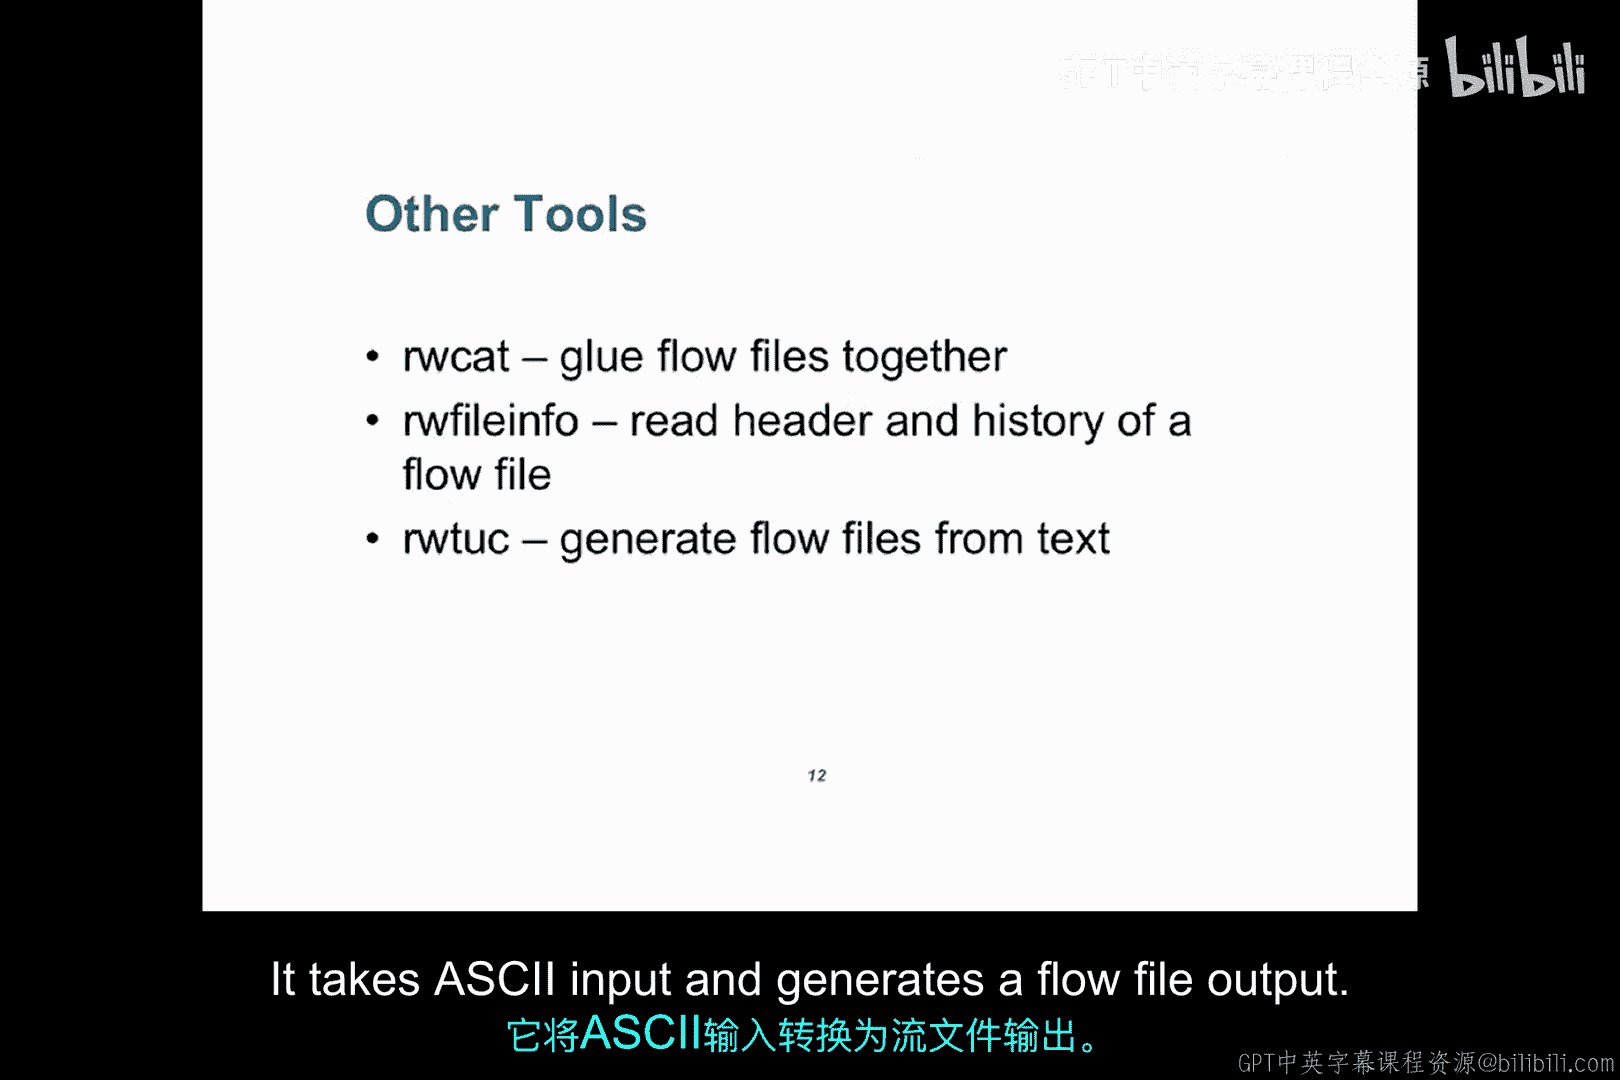 源 bilibili
Other Tools
• rwcat – glue flow files together
• rwfileinfo – read header and history of a
flow file
• rwtuc – generate flow files from text
12
It takes ASCII input and generates a flow file output.
它将ASCII输入转换为流文件输出。
GPT中英字幕课程资源@bilibili.com